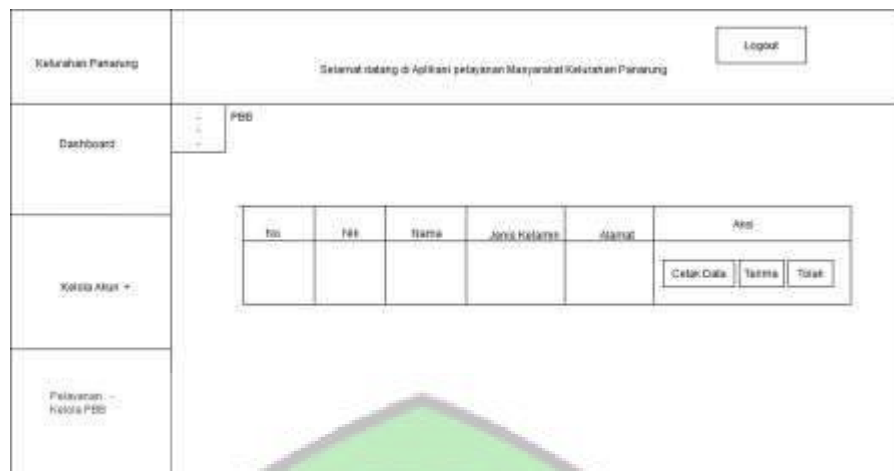 Kelurahan Panarung
Selamat datang di Aplikasi pelayanan Masyarakat Kelurahan Panarung
Logout
Dashboard
PBB
No
Nik
Nama
Jenis Kelamin
Alamat
Aksi
Cetak Data
Terima
Tolak
Kelola Akun +
Pelayanan -
Kelola PBB